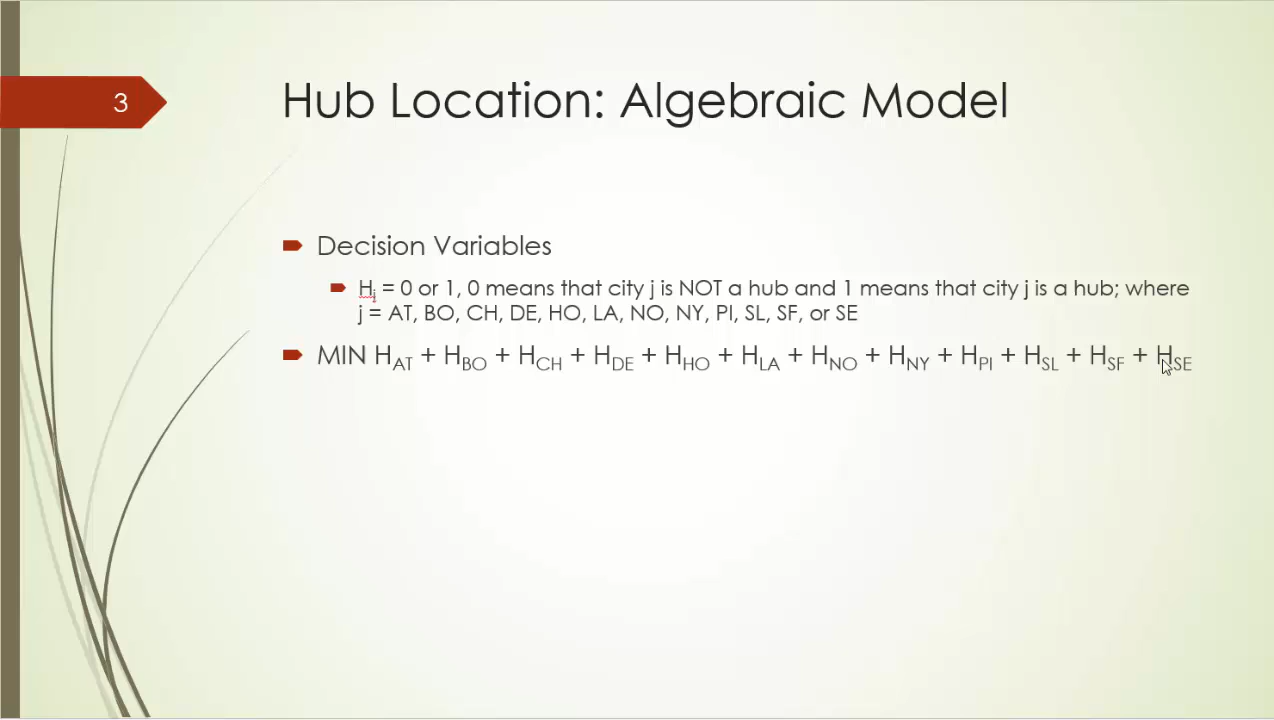 3
Hub Location: Algebraic Model
Decision Variables
Hj = 0 or 1, 0 means that city j is NOT a hub and 1 means that city j is a hub; where
j = AT, BO, CH, DE, HO, LA, NO, NY, PI, SL, SF, or SE
MIN HAT + HBO + HCH + HDE + HHO + HLA + HNO + HNY + HPI + HSL + HSF + HSE